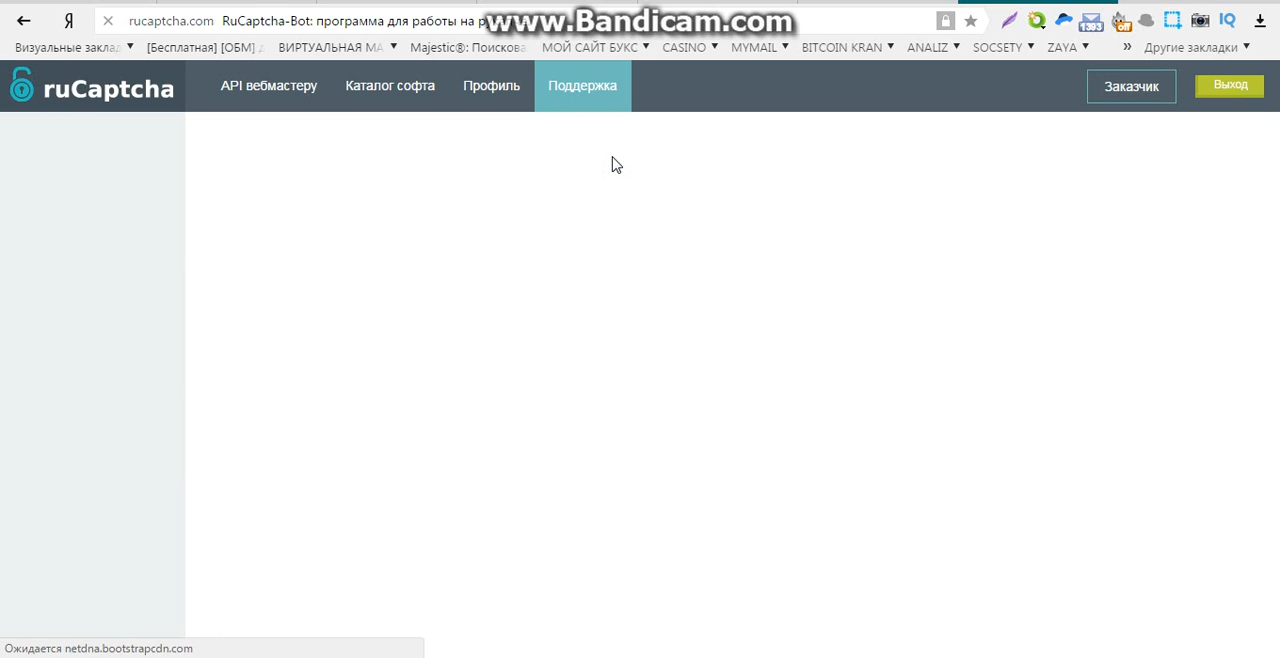 www.Bandicam.com
Я rucaptcha.com RuCaptcha-Bot: программа для работы на
1393 Off IQ
Визуальные заклад [Бесплатная] [ОБМ] ВИРТУАЛЬНАЯ МА Majestic®: Поискова МОЙ САЙТ БУКС CASINO MYMAIL BITCOIN KRAN ANALIZ SOCSETY ZAYA » Другие закладки
ruCaptcha API вебмастеру Каталог софта Профиль Поддержка Заказчик Выход
Ожидается netdna.bootstrapcdn.com